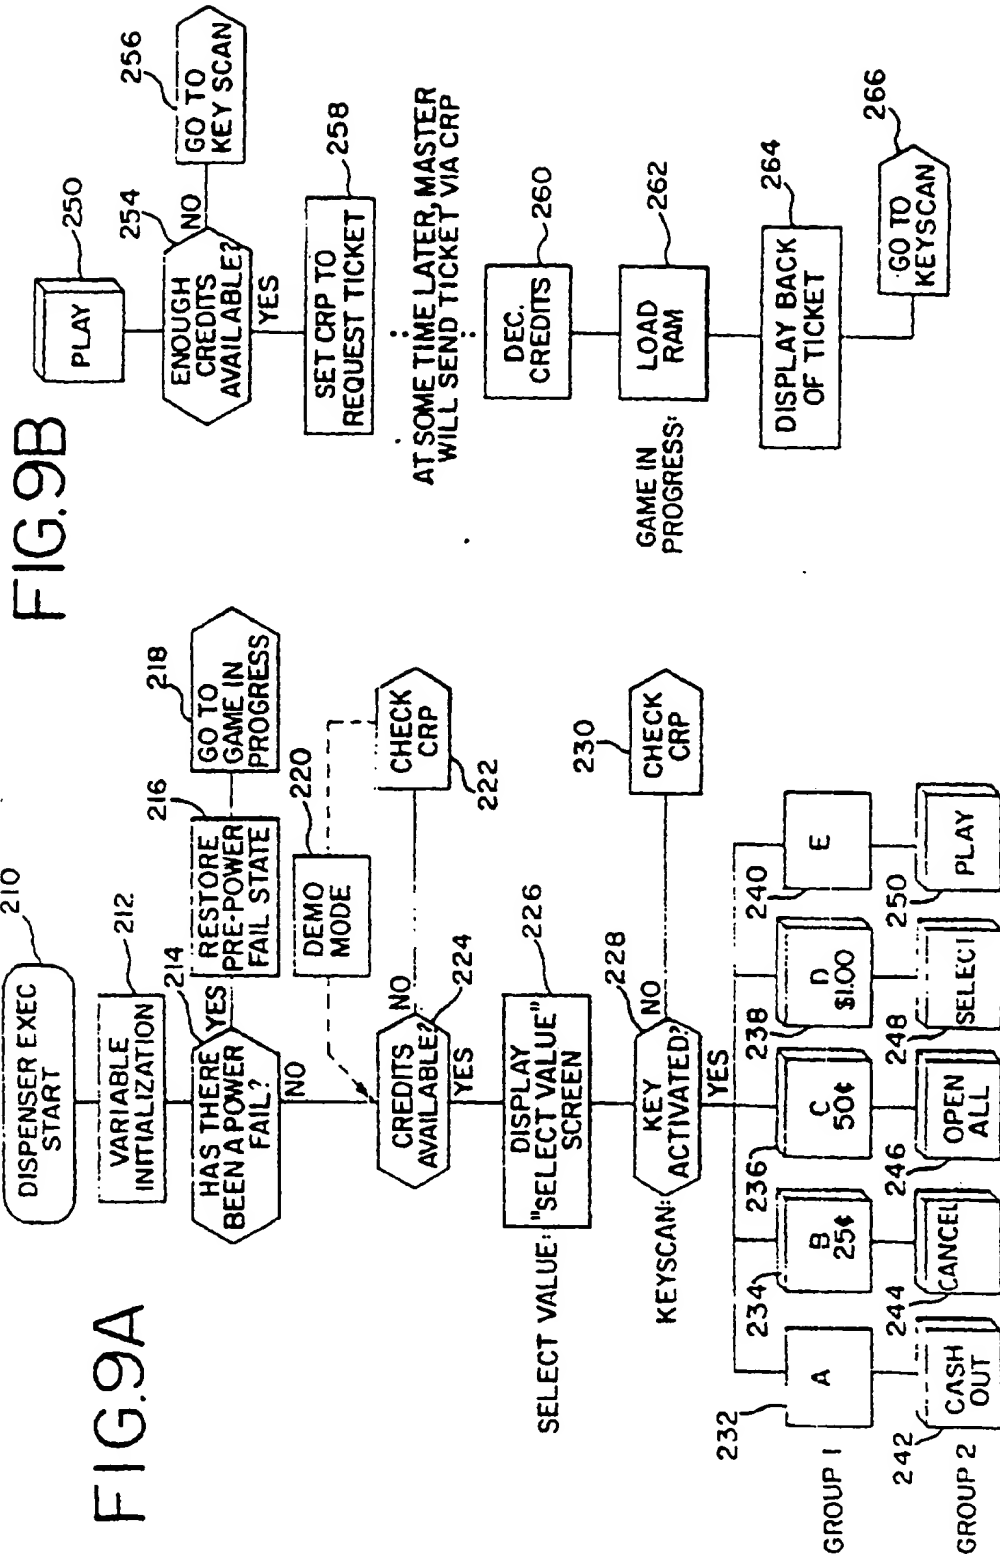 FIG.9A
210
DISPENSER EXEC
START
212
VARIABLE
INITIALIZATION
214
HAS THERE
BEEN A POWER
FAIL?
YES
NO
216
RESTORE
PRE-POWER
FAIL STATE
218
GO TO
GAME IN
PROGRESS
220
DEMO
MODE
CHECK
CRP
222
CREDITS
AVAILABLE?
224
NO
YES
SELECT VALUE:
DISPLAY
"SELECT VALUE"
SCREEN
226
KEYSCAN:
KEY
ACTIVATED?
228
NO
YES
230
CHECK
CRP
GROUP 1
232
A
234
B
25¢
236
C
50¢
238
D
$1.00
240
E
GROUP 2
242
CASH
OUT
244
CANCEL
246
OPEN
ALL
248
SELECT
250
PLAY
FIG.9B
PLAY
250
ENOUGH
CREDITS
AVAILABLE?
254
NO
YES
256
GO TO
KEY SCAN
SET CRP TO
REQUEST TICKET
258
AT SOME TIME LATER, MASTER
WILL SEND TICKET VIA CRP
DEC.
CREDITS
260
GAME IN
PROGRESS:
LOAD
RAM
262
DISPLAY BACK
OF TICKET
264
GO TO
KEYSCAN
266